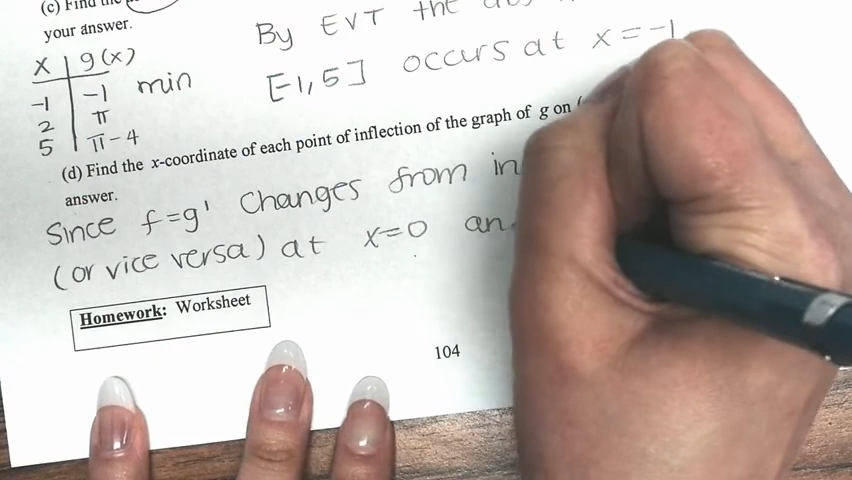 (c) Find the
your answer.
By EVT the
x | g(x)
-1 | -1 min
2 | π
5 | π-4
[-1,5] occurs at x=-1
(d) Find the x-coordinate of each point of inflection of the graph of g on
answer.
Since f=g' changes from in
(or vice versa) at x=0 an
Homework: Worksheet
104